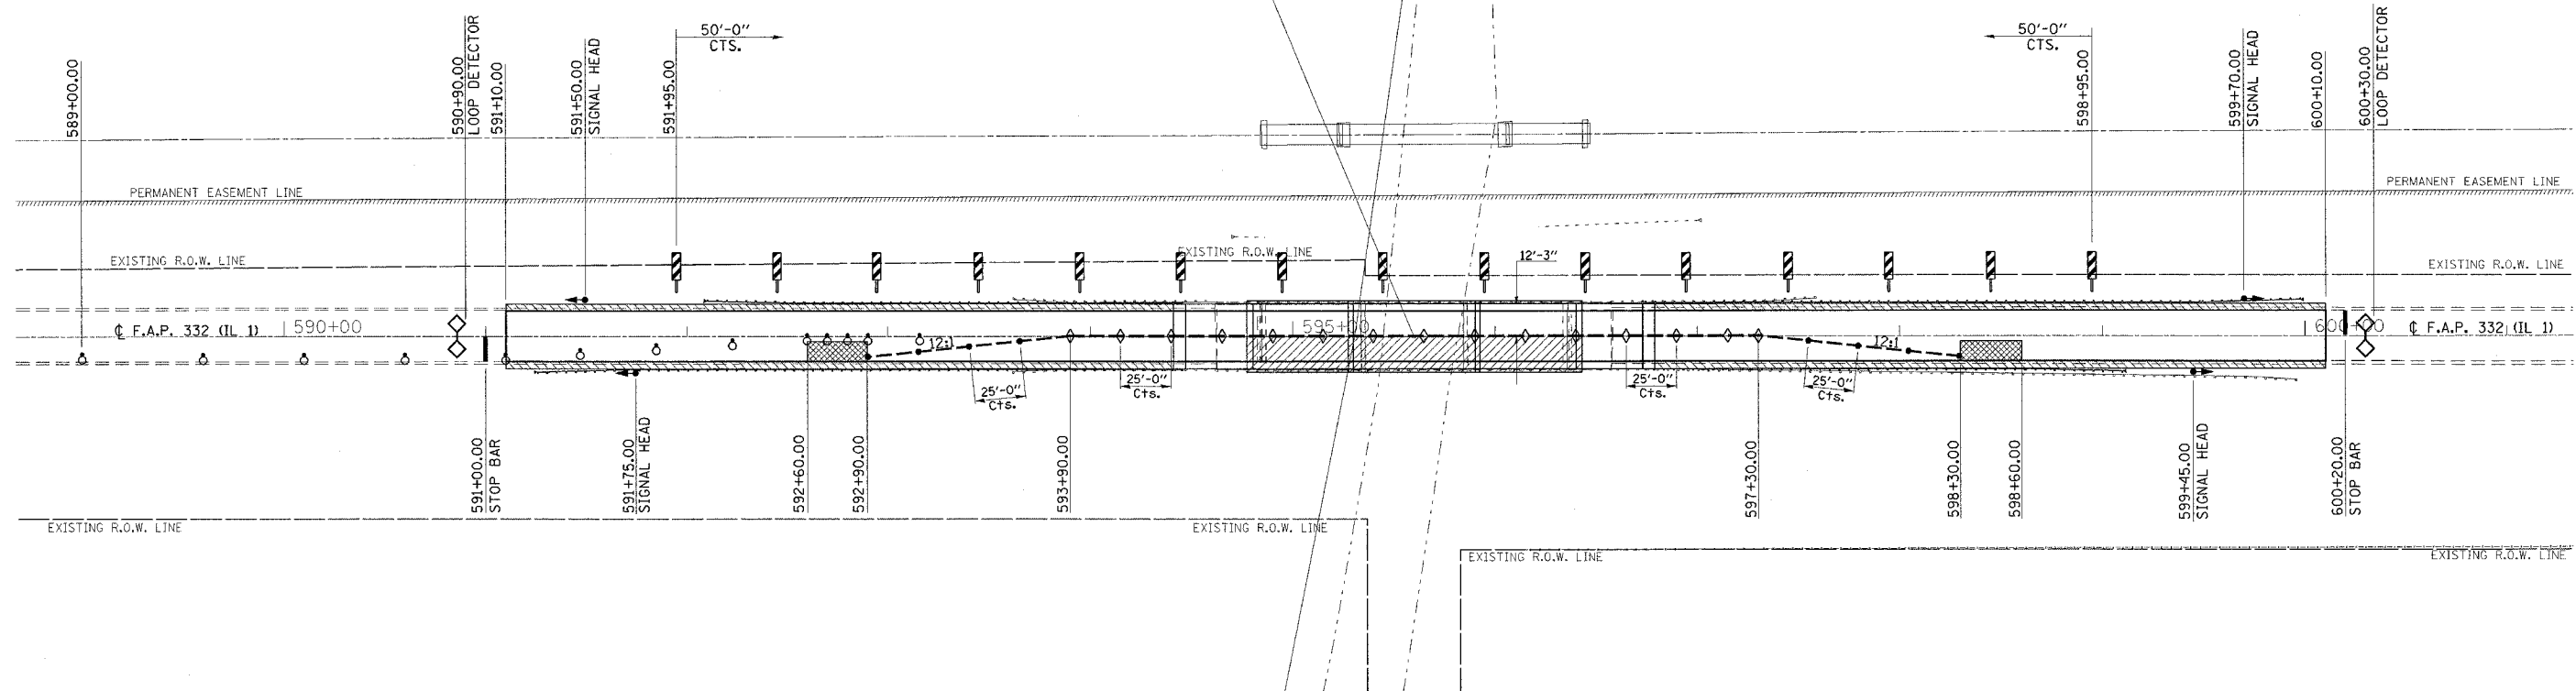 50'-0"
CTS.
50'-0"
CTS.
589+00.00
590+90.00
LOOP DETECTOR
591+10.00
591+50.00
SIGNAL HEAD
591+95.00
598+95.00
599+70.00
SIGNAL HEAD
600+10.00
600+30.00
LOOP DETECTOR
PERMANENT EASEMENT LINE
PERMANENT EASEMENT LINE
EXISTING R.O.W. LINE
EXISTING R.O.W. LINE
12'-3"
EXISTING R.O.W. LINE
℄ F.A.P. 332 (IL 1)
590+00
595+00
600+00
℄ F.A.P. 332 (IL 1)
12:1
12:1
25'-0"
Cts.
25'-0"
Cts.
25'-0"
Cts.
25'-0"
Cts.
591+00.00
STOP BAR
591+75.00
SIGNAL HEAD
592+60.00
592+90.00
593+90.00
597+30.00
598+30.00
598+60.00
599+45.00
SIGNAL HEAD
600+20.00
STOP BAR
EXISTING R.O.W. LINE
EXISTING R.O.W. LINE
EXISTING R.O.W. LINE
EXISTING R.O.W. LINE